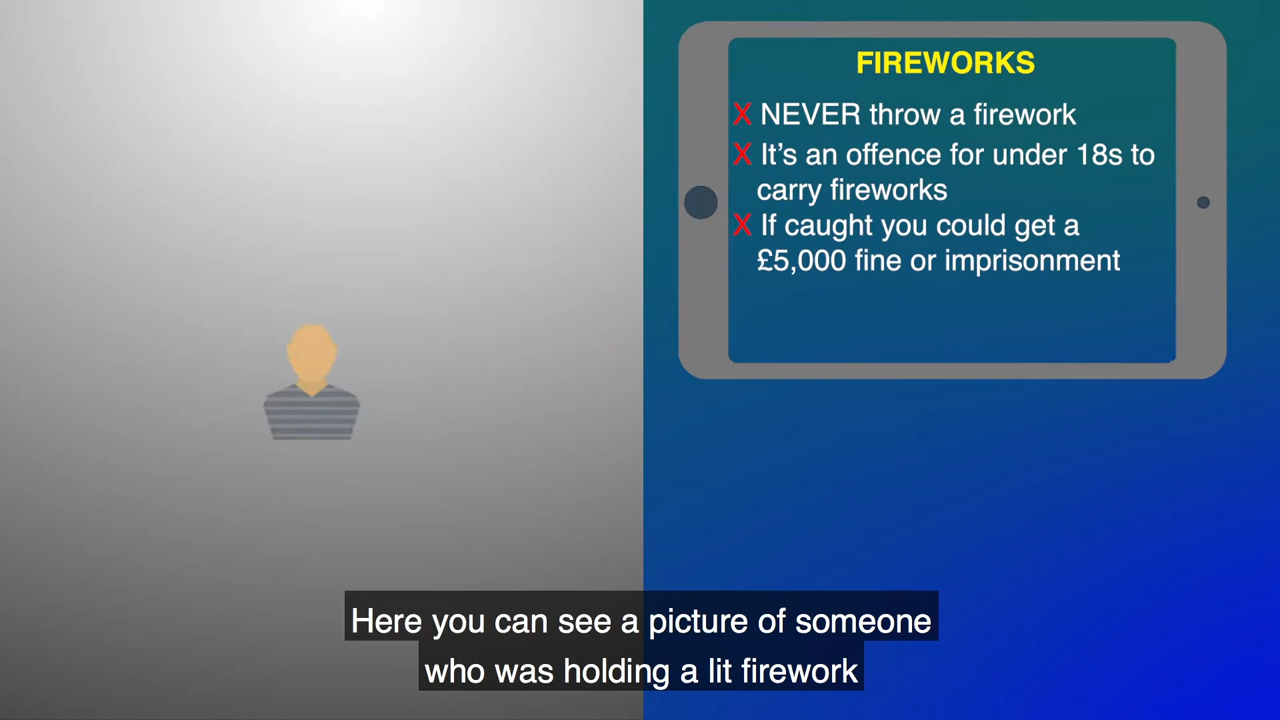 FIREWORKS
X NEVER throw a firework
X It's an offence for under 18s to
carry fireworks
X If caught you could get a
£5,000 fine or imprisonment
Here you can see a picture of someone
who was holding a lit firework